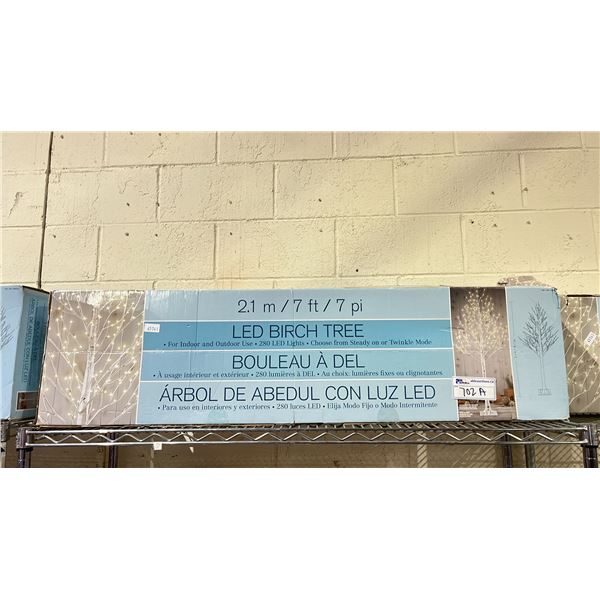 2.1 m / 7 ft / 7 pi
LED BIRCH TREE
• For Indoor and Outdoor Use • 280 LED Lights • Choose from Steady on or Twinkle Mode
BOULEAU À DEL
• À usage intérieur et extérieur • 280 lumières à DEL • Au choix: lumières fixes ou clignotantes
ÁRBOL DE ABEDUL CON LUZ LED
• Para uso en interiores y exteriores • 280 luces LED • Elija Modo Fijo o Modo Intermitente
702 A